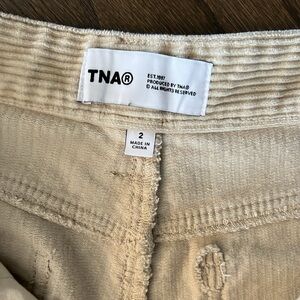 TNA®
EST. 1997
PRODUCED BY TNA®
© ALL RIGHTS RESERVED
2
MADE IN
CHINA